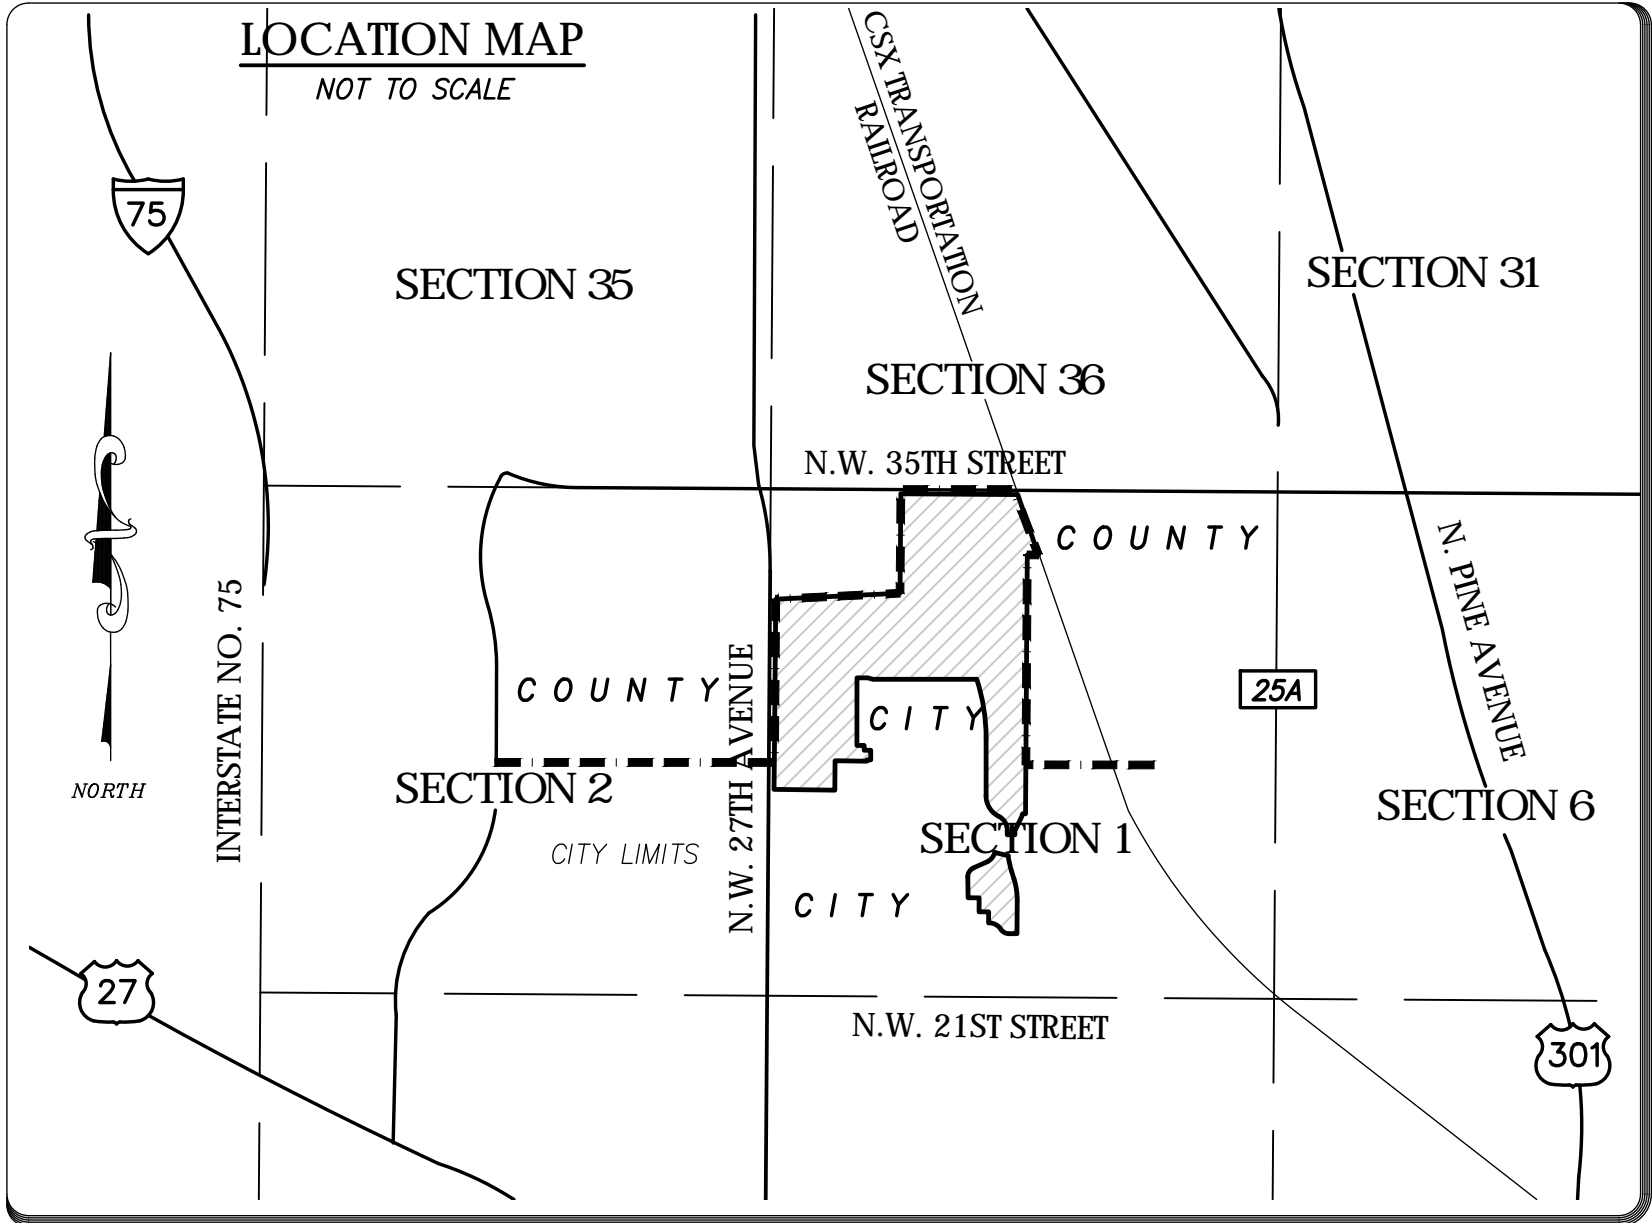 LOCATION MAP
NOT TO SCALE
CSX TRANSPORTATION
RAILROAD
75
SECTION 35
SECTION 31
SECTION 36
N.W. 35TH STREET
COUNTY
N. PINE AVENUE
INTERSTATE NO. 75
COUNTY
N.W. 27TH AVENUE
CITY
25A
NORTH
SECTION 2
SECTION 6
SECTION 1
CITY LIMITS
CITY
27
N.W. 21ST STREET
301